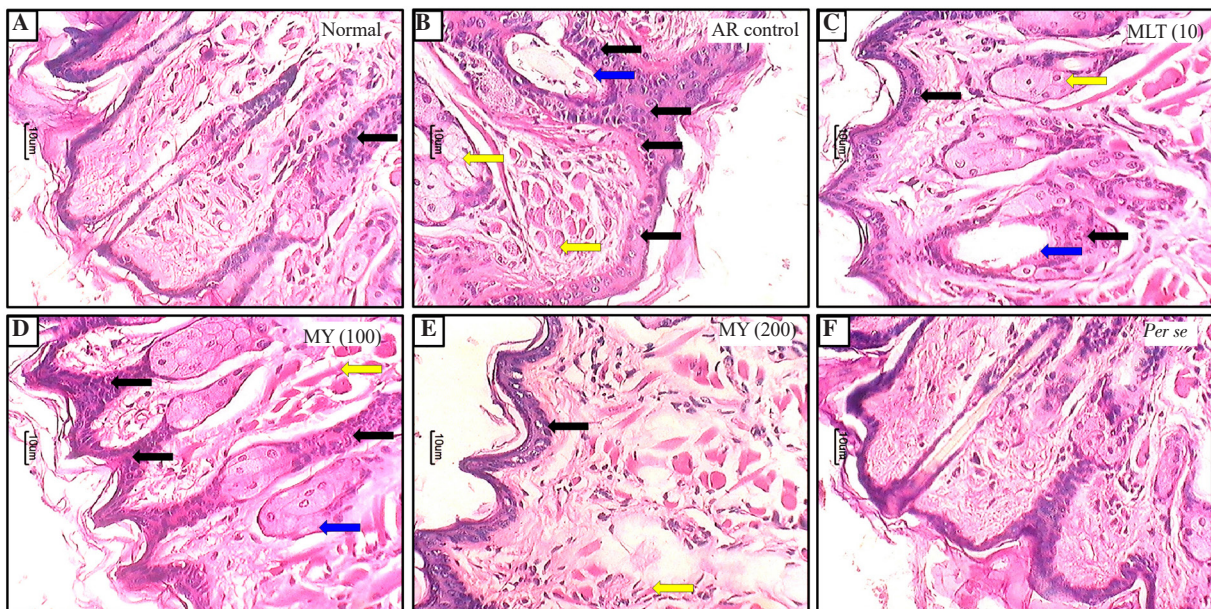 A
Normal
10um
B
AR control
10um
C
MLT (10)
10um
D
MY (100)
10um
E
MY (200)
10um
F
Per se
10um